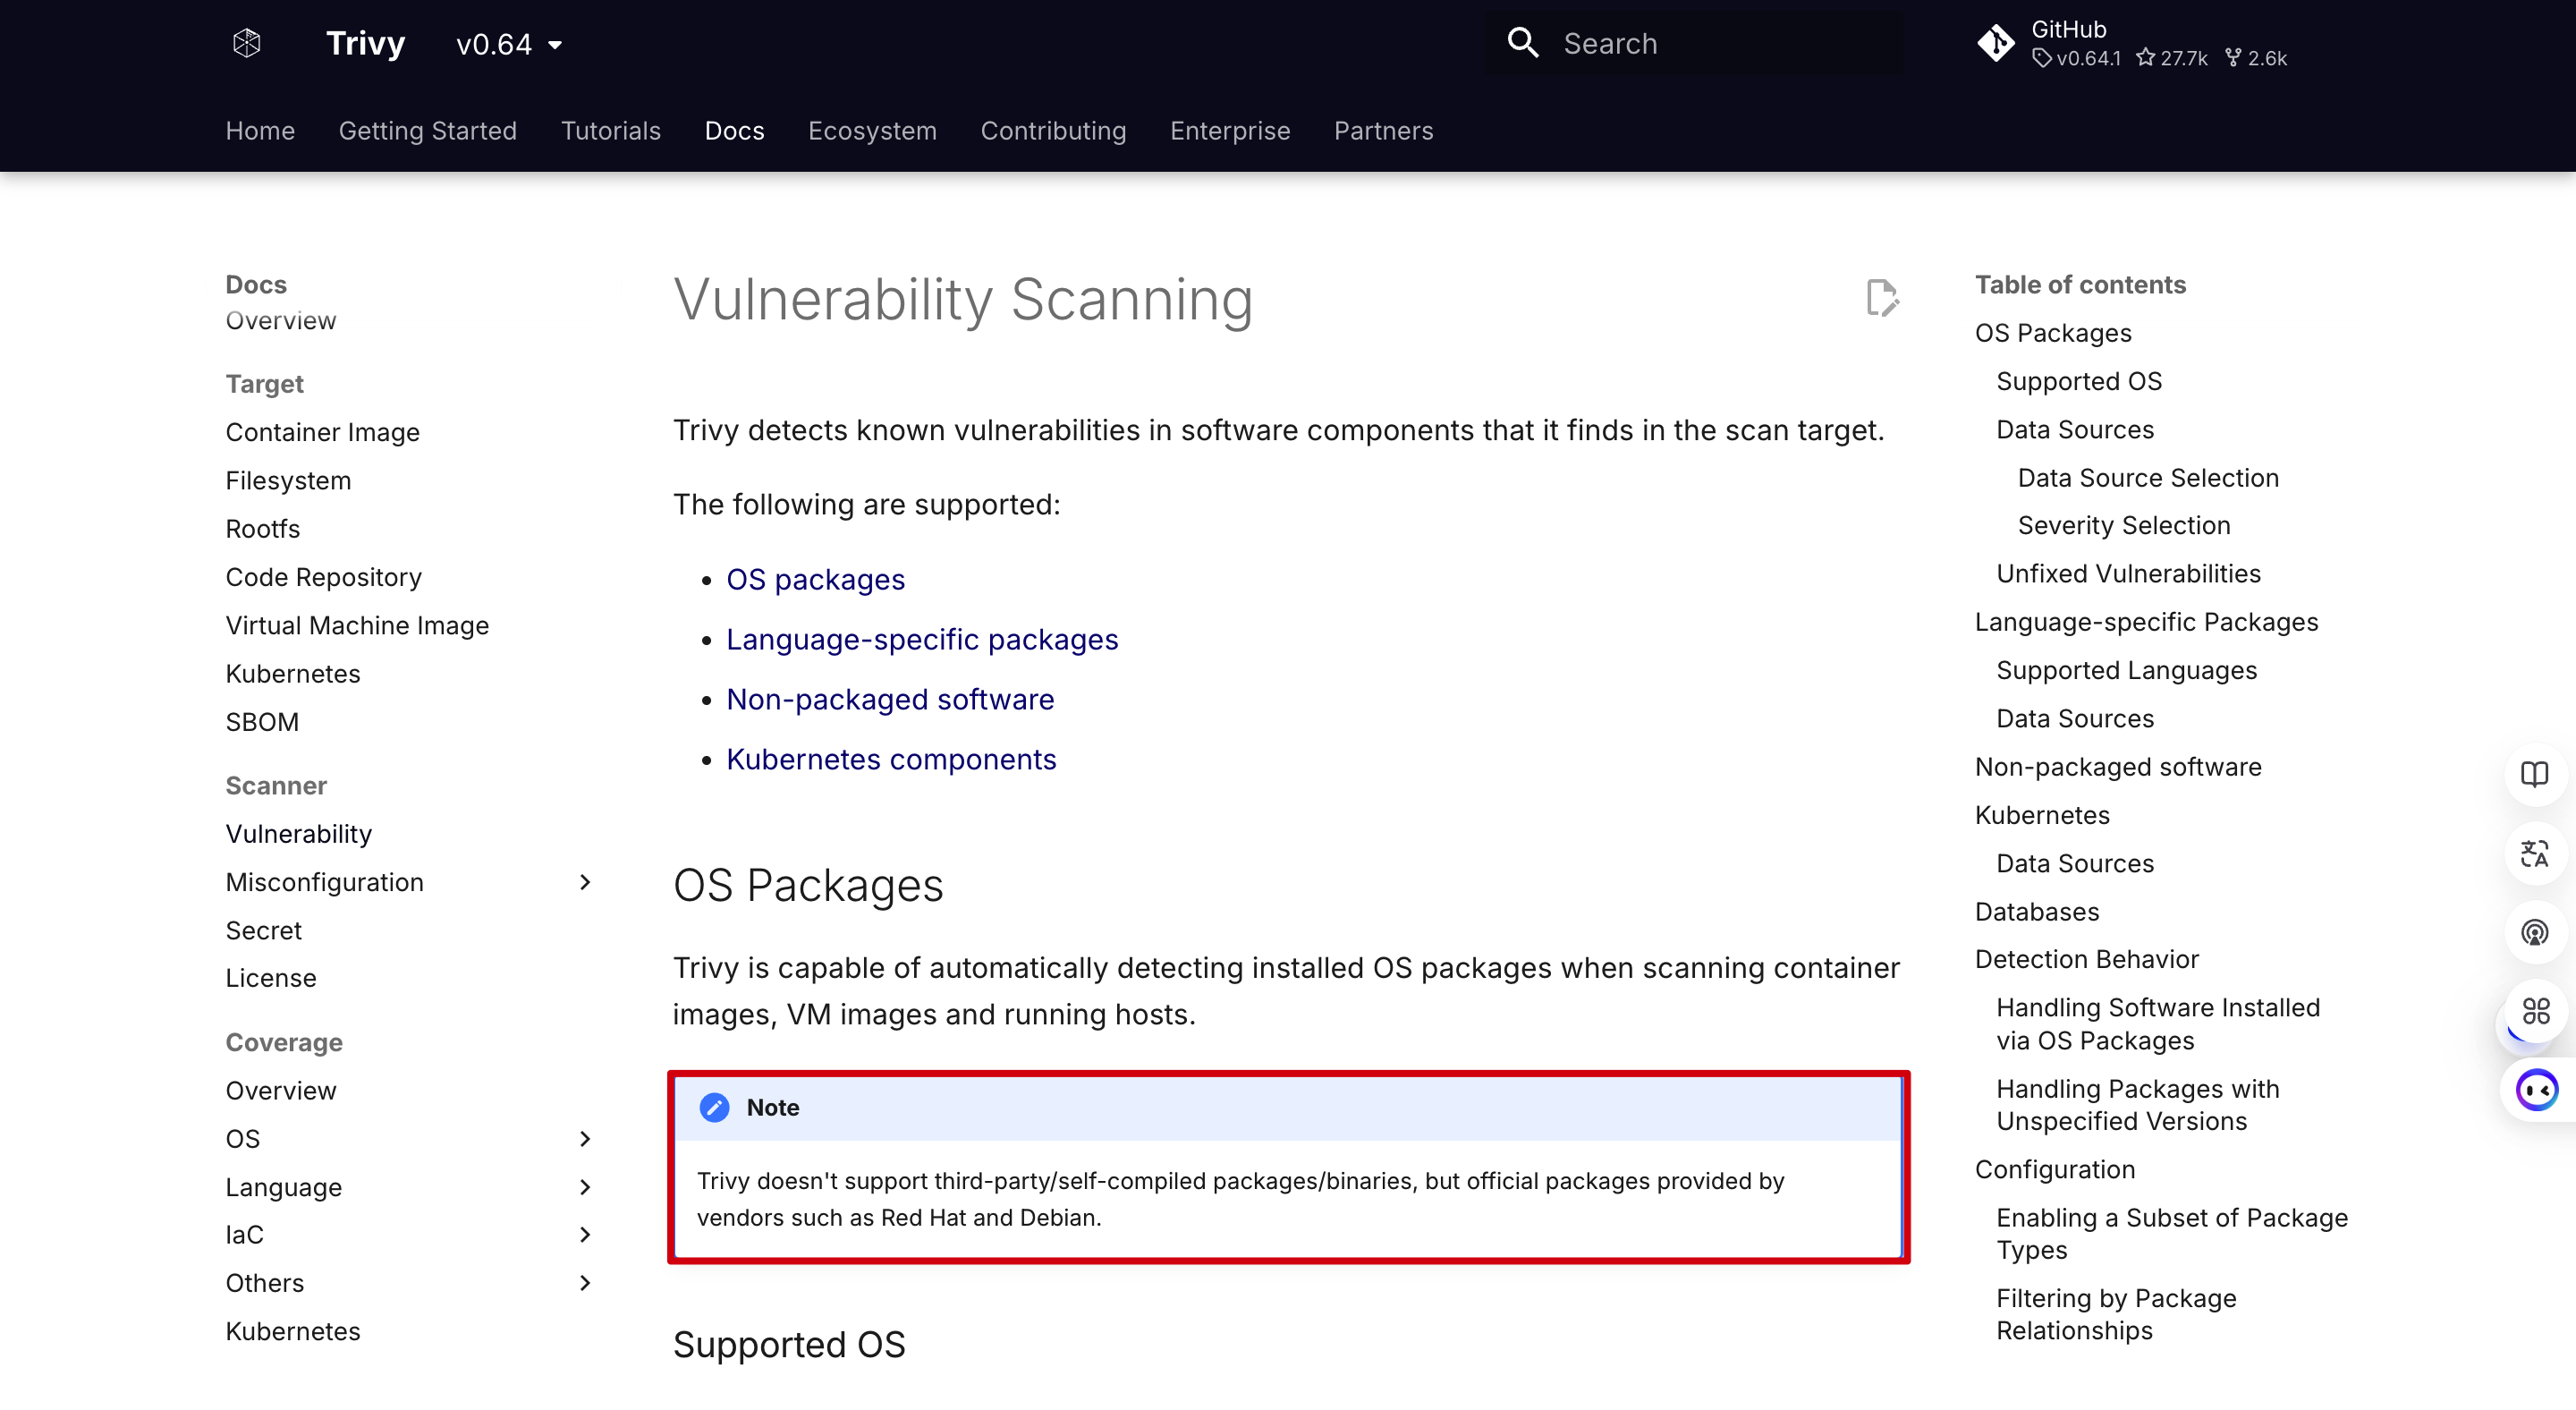 Trivy
v0.64
Search
GitHub
v0.64.1 27.7k 2.6k
Home Getting Started Tutorials Docs Ecosystem Contributing Enterprise Partners
Docs
Overview
Target
Container Image
Filesystem
Rootfs
Code Repository
Virtual Machine Image
Kubernetes
SBOM
Scanner
Vulnerability
Misconfiguration
Secret
License
Coverage
Overview
OS
Language
IaC
Others
Kubernetes
Vulnerability Scanning
Trivy detects known vulnerabilities in software components that it finds in the scan target.
The following are supported:
• OS packages
• Language-specific packages
• Non-packaged software
• Kubernetes components
OS Packages
Trivy is capable of automatically detecting installed OS packages when scanning container
images, VM images and running hosts.
Note
Trivy doesn't support third-party/self-compiled packages/binaries, but official packages provided by
vendors such as Red Hat and Debian.
Supported OS
Table of contents
OS Packages
Supported OS
Data Sources
Data Source Selection
Severity Selection
Unfixed Vulnerabilities
Language-specific Packages
Supported Languages
Data Sources
Non-packaged software
Kubernetes
Data Sources
Databases
Detection Behavior
Handling Software Installed
via OS Packages
Handling Packages with
Unspecified Versions
Configuration
Enabling a Subset of Package
Types
Filtering by Package
Relationships